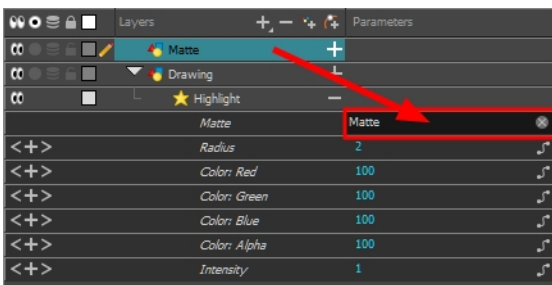 Layers Parameters
Matte
Drawing
Highlight
Matte Matte
<+> Radius 2
<+> Color: Red 100
<+> Color: Green 100
<+> Color: Blue 100
<+> Color: Alpha 100
<+> Intensity 1